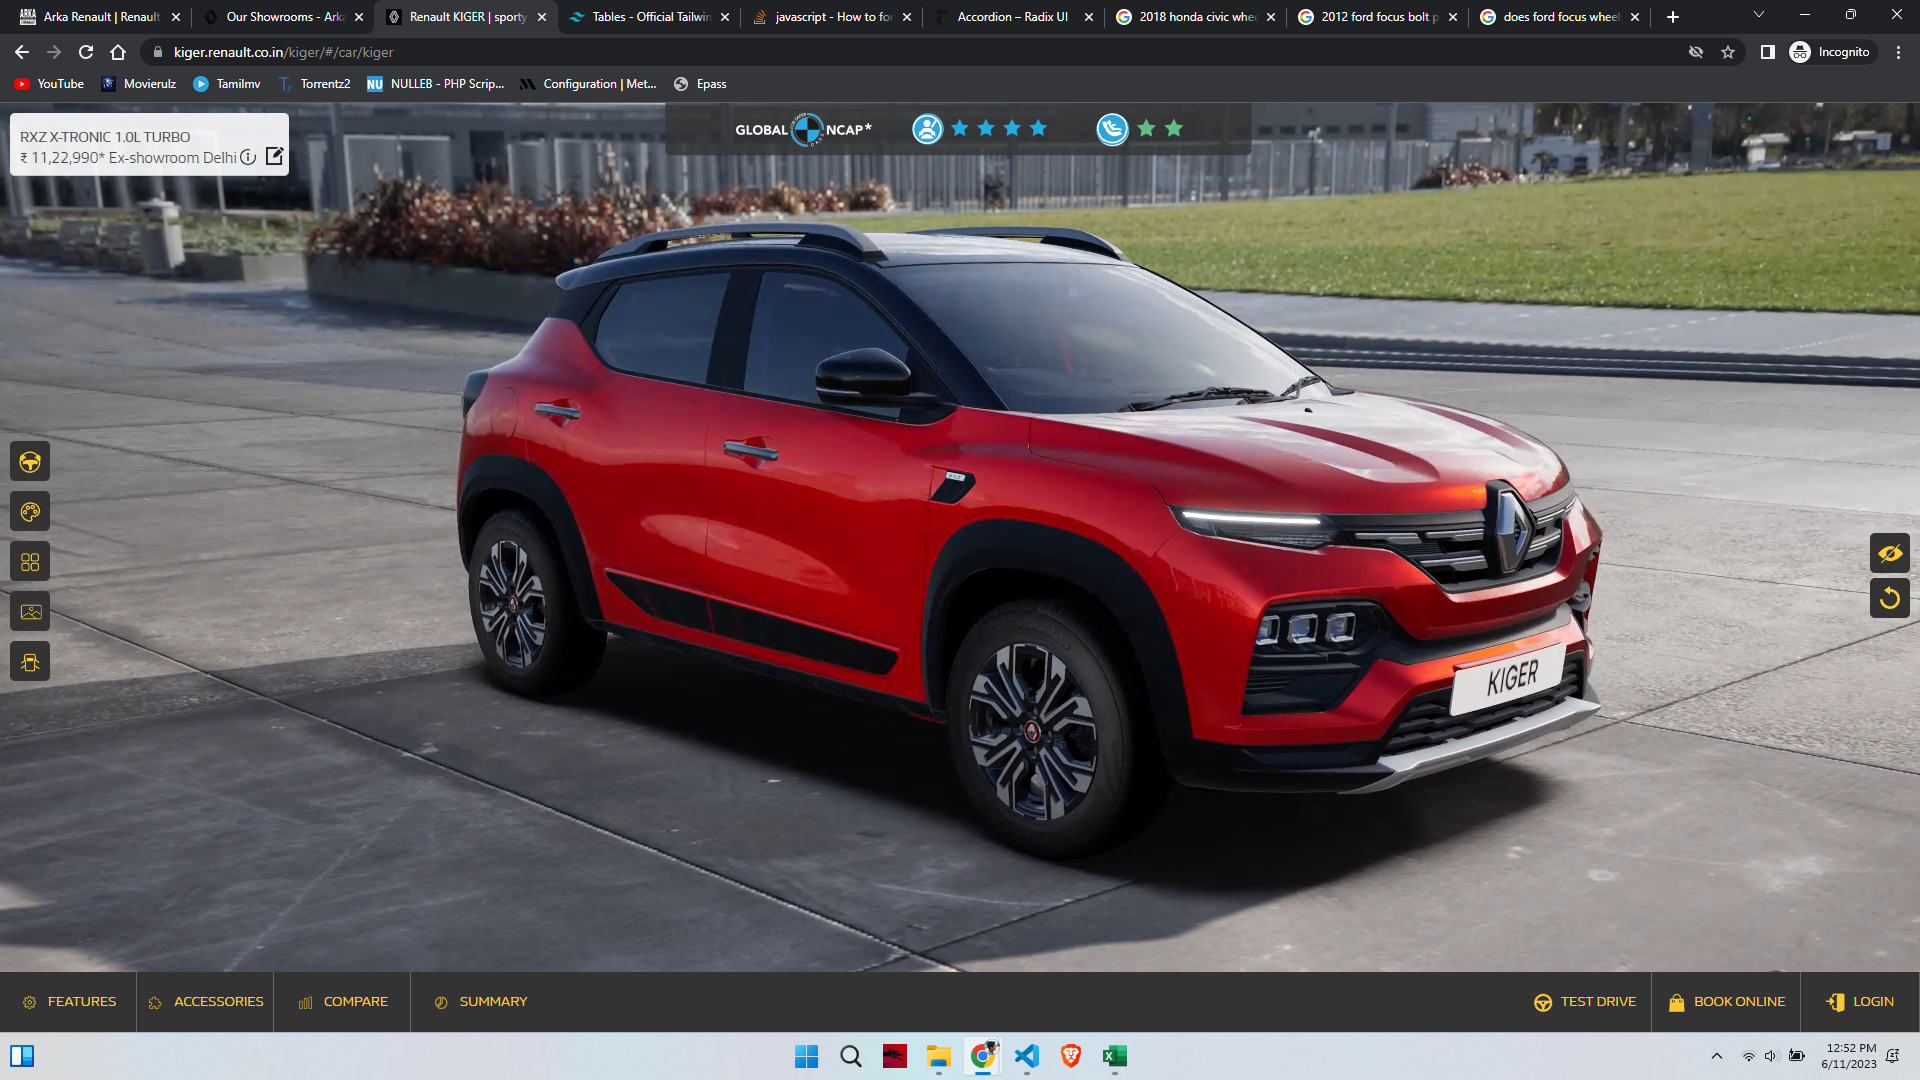 Arka Renault | Renault
Our Showrooms - Arka
Renault KIGER | sporty
Tables - Official Tailwin
javascript - How to for
Accordion – Radix UI
2018 honda civic whee
2012 ford focus bolt p
does ford focus wheel
kiger.renault.co.in/kiger/#/car/kiger
Incognito
YouTube
Movierulz
Tamilmv
Torrentz2
NULLEB - PHP Scrip...
Configuration | Met...
Epass
RXZ X-TRONIC 1.0L TURBO
₹ 11,22,990* Ex-showroom Delhi
GLOBAL NCAP*
KIGER
FEATURES
ACCESSORIES
COMPARE
SUMMARY
TEST DRIVE
BOOK ONLINE
LOGIN
12:52 PM
6/11/2023